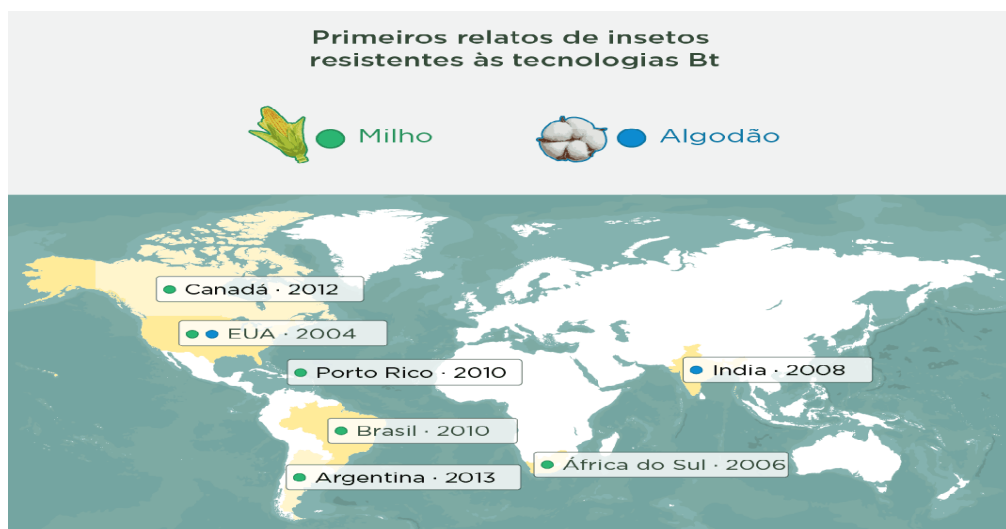 Primeiros relatos de insetos
resistentes às tecnologias Bt
Milho
Algodão
Canadá · 2012
EUA · 2004
Porto Rico · 2010
India · 2008
Brasil · 2010
África do Sul · 2006
Argentina · 2013